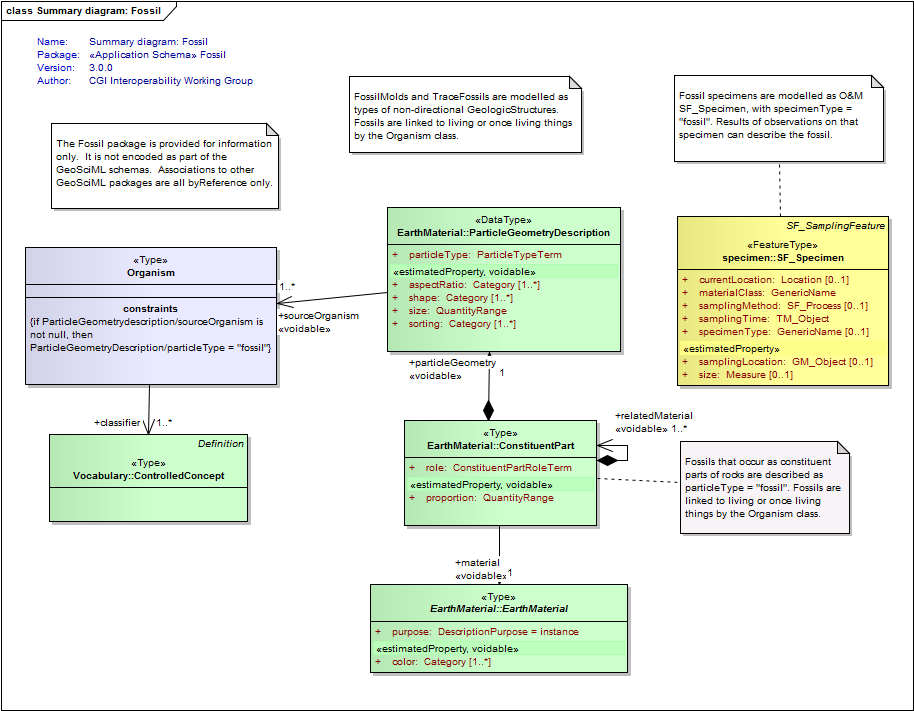 class Summary diagram: Fossil
Name: Summary diagram: Fossil
Package: «Application Schema» Fossil
Version: 3.0.0
Author: CGI Interoperability Working Group
FossilMolds and TraceFossils are modelled as
types of non-directional GeologicStructures.
Fossils are linked to living or once living things
by the Organism class.
Fossil specimens are modelled as O&M
SF_Specimen, with specimenType =
"fossil". Results of observations on that
specimen can describe the fossil.
The Fossil package is provided for information
only. It is not encoded as part of the
GeoSciML schemas. Associations to other
GeoSciML packages are all byReference only.
«DataType»
EarthMaterial::ParticleGeometryDescription
+ particleType: ParticleTypeTerm
«estimatedProperty, voidable»
+ aspectRatio: Category [1..*]
+ shape: Category [1..*]
+ size: QuantityRange
+ sorting: Category [1..*]
SF_SamplingFeature
«FeatureType»
specimen::SF_Specimen
+ currentLocation: Location [0..1]
+ materialClass: GenericName
+ samplingMethod: SF_Process [0..1]
+ samplingTime: TM_Object
+ specimenType: GenericName [0..1]
«estimatedProperty»
+ samplingLocation: GM_Object [0..1]
+ size: Measure [0..1]
«Type»
Organism
constraints
{if ParticleGeometrydescription/sourceOrganism is
not null, then
ParticleGeometryDescription/particleType = "fossil"}
1..*
+sourceOrganism
«voidable»
+particleGeometry
«voidable»
1
+classifier
1..*
Definition
«Type»
Vocabulary::ControlledConcept
«Type»
EarthMaterial::ConstituentPart
+ role: ConstituentPartRoleTerm
«estimatedProperty, voidable»
+ proportion: QuantityRange
+relatedMaterial
«voidable» 1..*
Fossils that occur as constituent
parts of rocks are described as
particleType = "fossil". Fossils are
linked to living or once living
things by the Organism class.
+material
«voidable» 1
«Type»
EarthMaterial::EarthMaterial
+ purpose: DescriptionPurpose = instance
«estimatedProperty, voidable»
+ color: Category [1..*]